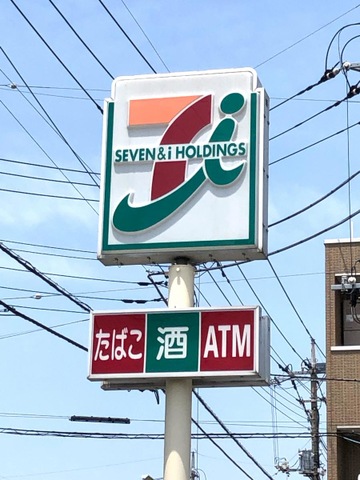 SEVEN&i HOLDINGS
たばこ 酒 ATM